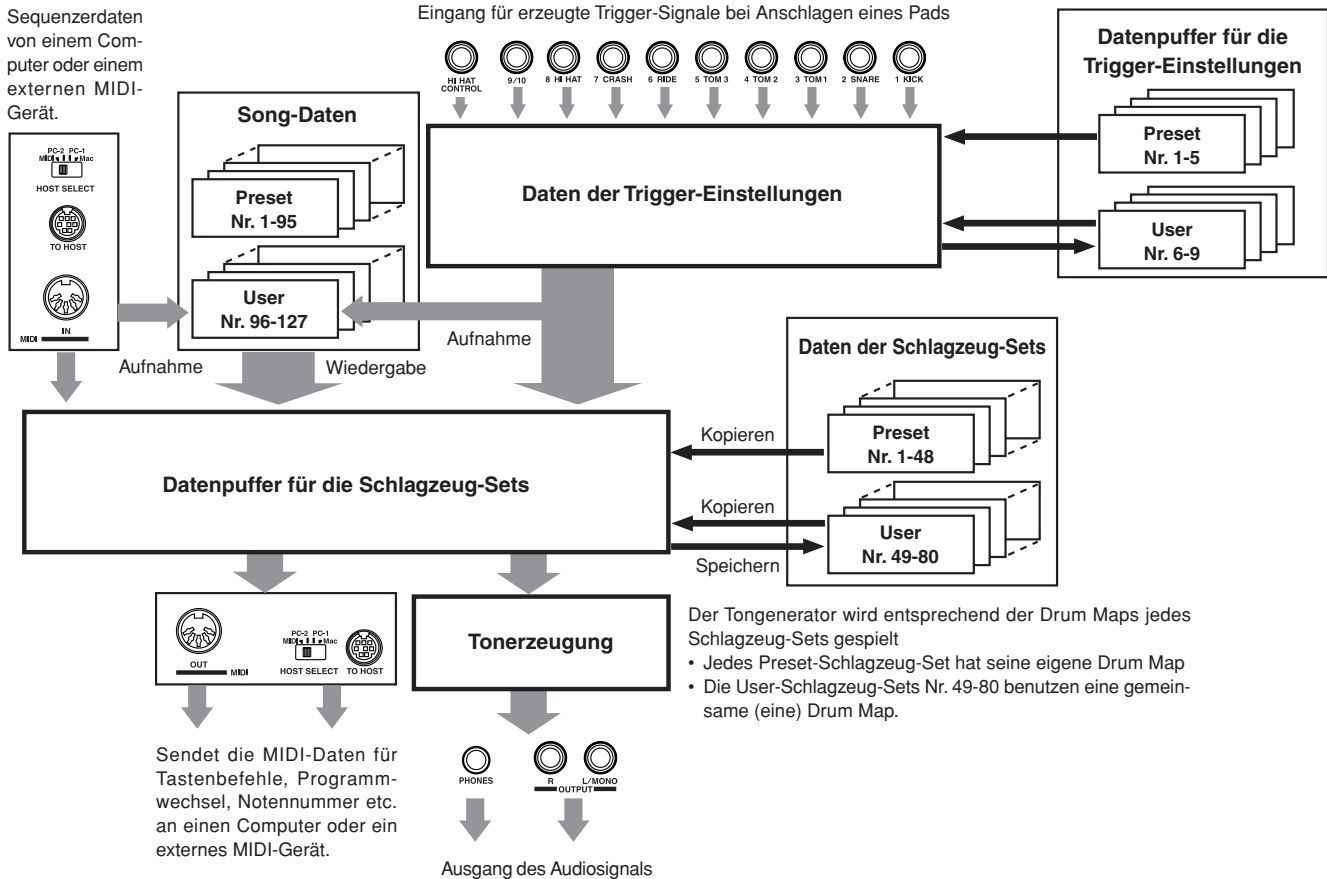 Sequenzerdaten
von einem Com-
puter oder einem
externen MIDI-
Gerät.
Eingang für erzeugte Trigger-Signale bei Anschlagen eines Pads
HI HAT
CONTROL
9/10
8 HI HAT
7 CRASH
6 RIDE
5 TOM 3
4 TOM 2
3 TOM 1
2 SNARE
1 KICK
Datenpuffer für die
Trigger-Einstellungen
Preset
Nr. 1-5
User
Nr. 6-9
Daten der Trigger-Einstellungen
Song-Daten
Preset
Nr. 1-95
User
Nr. 96-127
PC-2 PC-1
MIDI Mac
HOST SELECT
TO HOST
IN
MIDI
Aufnahme
Wiedergabe
Aufnahme
Daten der Schlagzeug-Sets
Preset
Nr. 1-48
User
Nr. 49-80
Kopieren
Kopieren
Speichern
Datenpuffer für die Schlagzeug-Sets
OUT
MIDI
PC-2 PC-1
MIDI Mac
HOST SELECT
TO HOST
Tonerzeugung
Der Tongenerator wird entsprechend der Drum Maps jedes
Schlagzeug-Sets gespielt
• Jedes Preset-Schlagzeug-Set hat seine eigene Drum Map
• Die User-Schlagzeug-Sets Nr. 49-80 benutzen eine gemein-
same (eine) Drum Map.
Sendet die MIDI-Daten für
Tastenbefehle, Programm-
wechsel, Notennummer etc.
an einen Computer oder ein
externes MIDI-Gerät.
PHONES
R
L/MONO
OUTPUT
Ausgang des Audiosignals